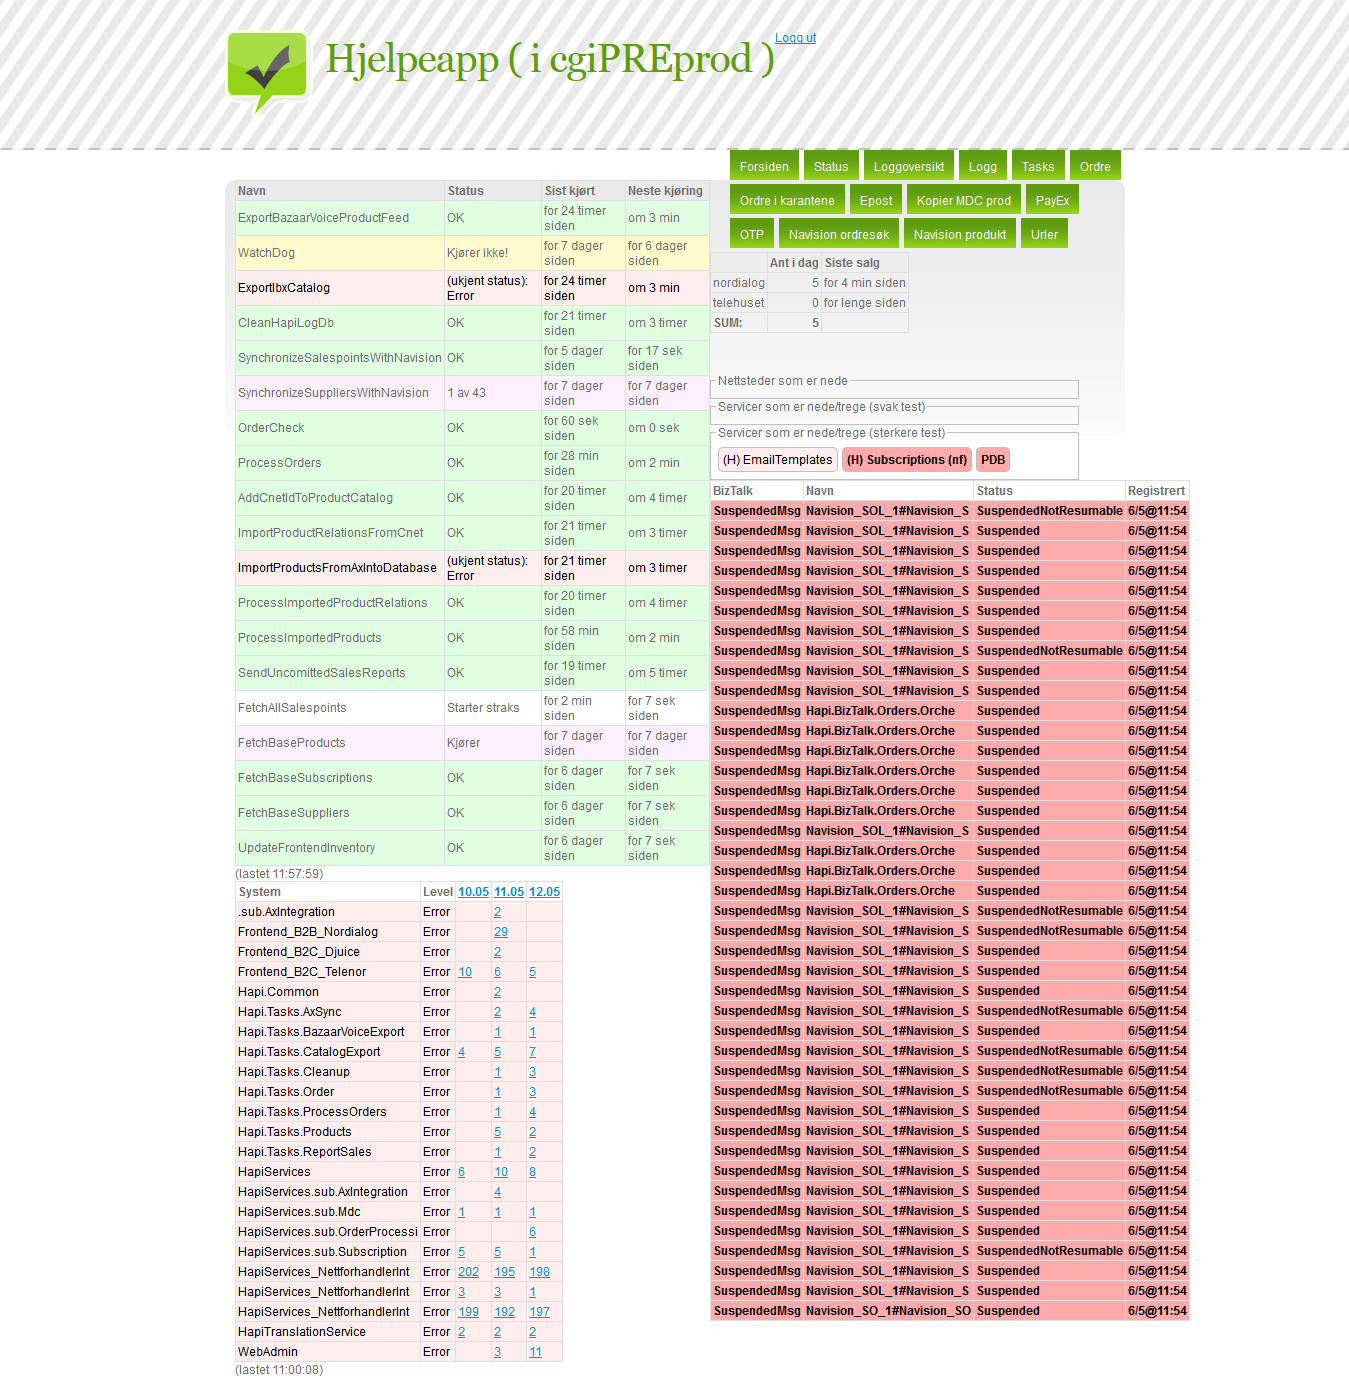 Hjelpeapp ( i cgiPREprod )
Logg ut
Forsiden Status Loggoversikt Logg Tasks Ordre
Ordre i karantene Epost Kopier MDC prod PayEx
OTP Navision ordresøk Navision produkt Urler
Navn Status Sist kjørt Neste kjøring
ExportBazaarVoiceProductFeed OK for 24 timer siden om 3 min
WatchDog Kjører ikke! for 7 dager siden for 6 dager siden
ExportIbxCatalog (ukjent status): Error for 24 timer siden om 3 min
CleanHapiLogDb OK for 21 timer siden om 3 timer
SynchronizeSalespointsWithNavision OK for 5 dager siden for 17 sek siden
SynchronizeSuppliersWithNavision 1 av 43 for 7 dager siden for 7 dager siden
OrderCheck OK for 60 sek siden om 0 sek
ProcessOrders OK for 28 min siden om 2 min
AddCnetIdToProductCatalog OK for 20 timer siden om 4 timer
ImportProductRelationsFromCnet OK for 21 timer siden om 3 timer
ImportProductsFromAxIntoDatabase (ukjent status): Error for 21 timer siden om 3 timer
ProcessImportedProductRelations OK for 20 timer siden om 4 timer
ProcessImportedProducts OK for 58 min siden om 2 min
SendUncomittedSalesReports OK for 19 timer siden om 5 timer
FetchAllSalespoints Starter straks for 2 min siden for 7 sek siden
FetchBaseProducts Kjører for 7 dager siden for 7 dager siden
FetchBaseSubscriptions OK for 6 dager siden for 7 sek siden
FetchBaseSuppliers OK for 6 dager siden for 7 sek siden
UpdateFrontendInventory OK for 6 dager siden for 7 sek siden
(lastet 11:57:59)
System Level 10.05 11.05 12.05
.sub.AxIntegration Error 2
Frontend_B2B_Nordialog Error 29
Frontend_B2C_Djuice Error 2
Frontend_B2C_Telenor Error 10 6 5
Hapi.Common Error 2
Hapi.Tasks.AxSync Error 2 4
Hapi.Tasks.BazaarVoiceExport Error 1 1
Hapi.Tasks.CatalogExport Error 4 5 7
Hapi.Tasks.Cleanup Error 1 3
Hapi.Tasks.Order Error 1 3
Hapi.Tasks.ProcessOrders Error 1 4
Hapi.Tasks.Products Error 5 2
Hapi.Tasks.ReportSales Error 1 2
HapiServices Error 6 10 8
HapiServices.sub.AxIntegration Error 4
HapiServices.sub.Mdc Error 1 1 1
HapiServices.sub.OrderProcessi Error 6
HapiServices.sub.Subscription Error 5 5 1
HapiServices_NettforhandlerInt Error 202 195 198
HapiServices_NettforhandlerInt Error 3 3 1
HapiServices_NettforhandlerInt Error 199 192 197
HapiTranslationService Error 2 2 2
WebAdmin Error 3 11
(lastet 11:00:08)
Ant i dag Siste salg
nordialog 5 for 4 min siden
telehuset 0 for lenge siden
SUM: 5
Nettsteder som er nede
Servicer som er nede/trege (svak test)
Servicer som er nede/trege (sterkere test)
(H) EmailTemplates (H) Subscriptions (nf) PDB
BizTalk Navn Status Registrert
SuspendedMsg Navision_SOL_1#Navision_S SuspendedNotResumable 6/5@11:54
SuspendedMsg Navision_SOL_1#Navision_S Suspended 6/5@11:54
SuspendedMsg Navision_SOL_1#Navision_S Suspended 6/5@11:54
SuspendedMsg Navision_SOL_1#Navision_S SuspendedNotResumable 6/5@11:54
SuspendedMsg Navision_SOL_1#Navision_S Suspended 6/5@11:54
SuspendedMsg Navision_SOL_1#Navision_S Suspended 6/5@11:54
SuspendedMsg Navision_SOL_1#Navision_S Suspended 6/5@11:54
SuspendedMsg Navision_SOL_1#Navision_S SuspendedNotResumable 6/5@11:54
SuspendedMsg Navision_SOL_1#Navision_S Suspended 6/5@11:54
SuspendedMsg Navision_SOL_1#Navision_S Suspended 6/5@11:54
SuspendedMsg Hapi.BizTalk.Orders.Orche Suspended 6/5@11:54
SuspendedMsg Hapi.BizTalk.Orders.Orche Suspended 6/5@11:54
SuspendedMsg Hapi.BizTalk.Orders.Orche Suspended 6/5@11:54
SuspendedMsg Hapi.BizTalk.Orders.Orche Suspended 6/5@11:54
SuspendedMsg Hapi.BizTalk.Orders.Orche Suspended 6/5@11:54
SuspendedMsg Hapi.BizTalk.Orders.Orche Suspended 6/5@11:54
SuspendedMsg Navision_SOL_1#Navision_S Suspended 6/5@11:54
SuspendedMsg Hapi.BizTalk.Orders.Orche Suspended 6/5@11:54
SuspendedMsg Hapi.BizTalk.Orders.Orche Suspended 6/5@11:54
SuspendedMsg Hapi.BizTalk.Orders.Orche Suspended 6/5@11:54
SuspendedMsg Navision_SOL_1#Navision_S SuspendedNotResumable 6/5@11:54
SuspendedMsg Navision_SOL_1#Navision_S SuspendedNotResumable 6/5@11:54
SuspendedMsg Navision_SOL_1#Navision_S Suspended 6/5@11:54
SuspendedMsg Navision_SOL_1#Navision_S Suspended 6/5@11:54
SuspendedMsg Navision_SOL_1#Navision_S Suspended 6/5@11:54
SuspendedMsg Navision_SOL_1#Navision_S SuspendedNotResumable 6/5@11:54
SuspendedMsg Navision_SOL_1#Navision_S Suspended 6/5@11:54
SuspendedMsg Navision_SOL_1#Navision_S SuspendedNotResumable 6/5@11:54
SuspendedMsg Navision_SOL_1#Navision_S SuspendedNotResumable 6/5@11:54
SuspendedMsg Navision_SOL_1#Navision_S SuspendedNotResumable 6/5@11:54
SuspendedMsg Navision_SOL_1#Navision_S Suspended 6/5@11:54
SuspendedMsg Navision_SOL_1#Navision_S Suspended 6/5@11:54
SuspendedMsg Navision_SOL_1#Navision_S Suspended 6/5@11:54
SuspendedMsg Navision_SOL_1#Navision_S Suspended 6/5@11:54
SuspendedMsg Navision_SOL_1#Navision_S Suspended 6/5@11:54
SuspendedMsg Navision_SOL_1#Navision_S Suspended 6/5@11:54
SuspendedMsg Navision_SOL_1#Navision_S Suspended 6/5@11:54
SuspendedMsg Navision_SOL_1#Navision_S SuspendedNotResumable 6/5@11:54
SuspendedMsg Navision_SOL_1#Navision_S Suspended 6/5@11:54
SuspendedMsg Navision_SOL_1#Navision_S Suspended 6/5@11:54
SuspendedMsg Navision_SO_1#Navision_SO Suspended 6/5@11:54